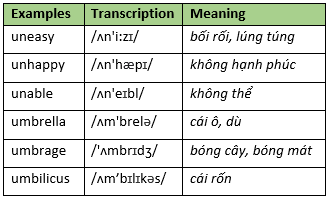 Examples Transcription Meaning
uneasy /ʌn'i:zɪ/ bối rối, lúng túng
unhappy /ʌn'hæpɪ/ không hạnh phúc
unable /ʌn'eɪbl/ không thể
umbrella /ʌm'brelə/ cái ô, dù
umbrage /'ʌmbrɪdʒ/ bóng cây, bóng mát
umbilicus /ʌm’bɪlɪkəs/ cái rốn